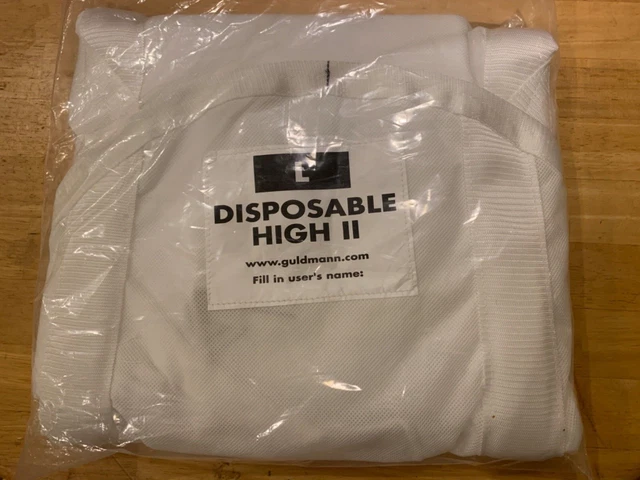 L
DISPOSABLE
HIGH II
www.guldmann.com
Fill in user's name: